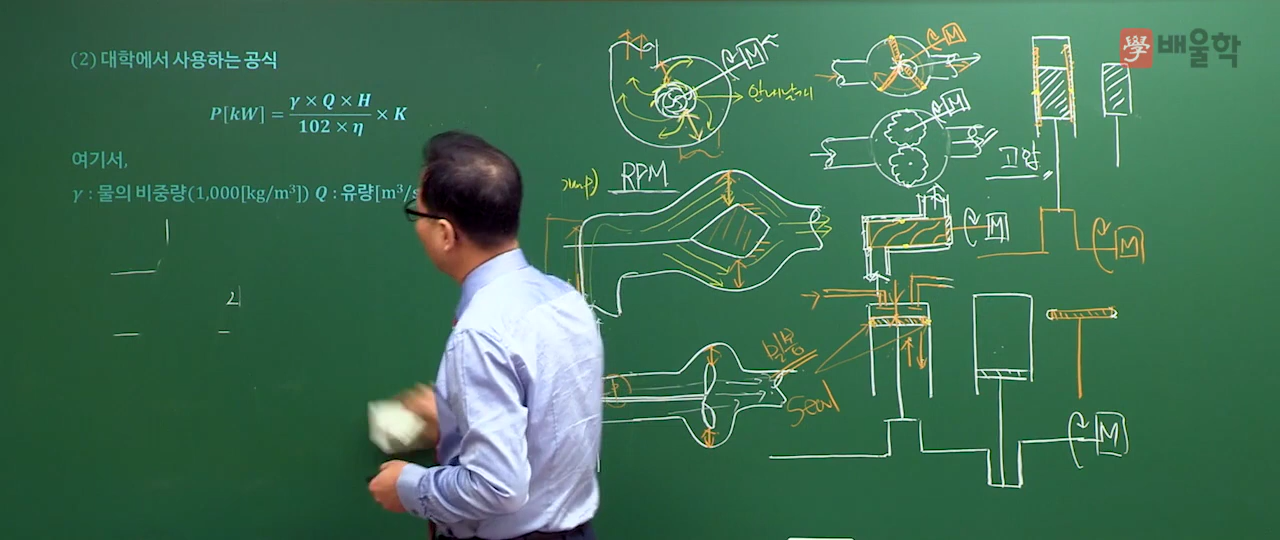 (2) 대학에서 사용하는 공식
P[kW] = γ × Q × H / 102 × η × K
여기서,
γ : 물의 비중량(1,000[kg/m³]) Q : 유량[m³/s
學 배울학
M
안내날개
M
M
고압
RPM
M
M
밀봉
Seal
M